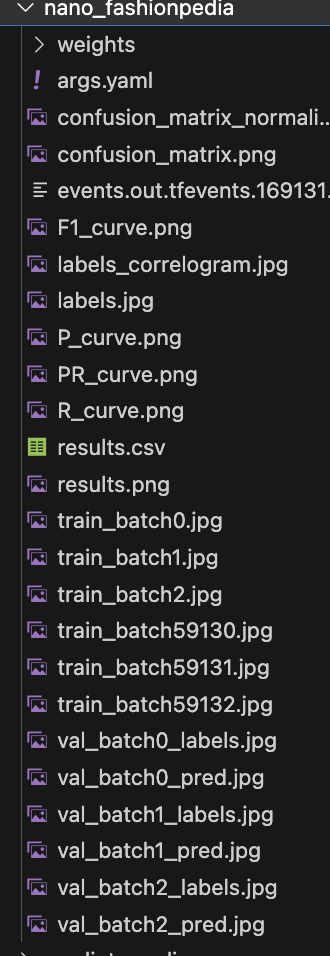 nano_fashionpedia
weights
args.yaml
confusion_matrix_normali...
confusion_matrix.png
events.out.tfevents.169131.
F1_curve.png
labels_correlogram.jpg
labels.jpg
P_curve.png
PR_curve.png
R_curve.png
results.csv
results.png
train_batch0.jpg
train_batch1.jpg
train_batch2.jpg
train_batch59130.jpg
train_batch59131.jpg
train_batch59132.jpg
val_batch0_labels.jpg
val_batch0_pred.jpg
val_batch1_labels.jpg
val_batch1_pred.jpg
val_batch2_labels.jpg
val_batch2_pred.jpg